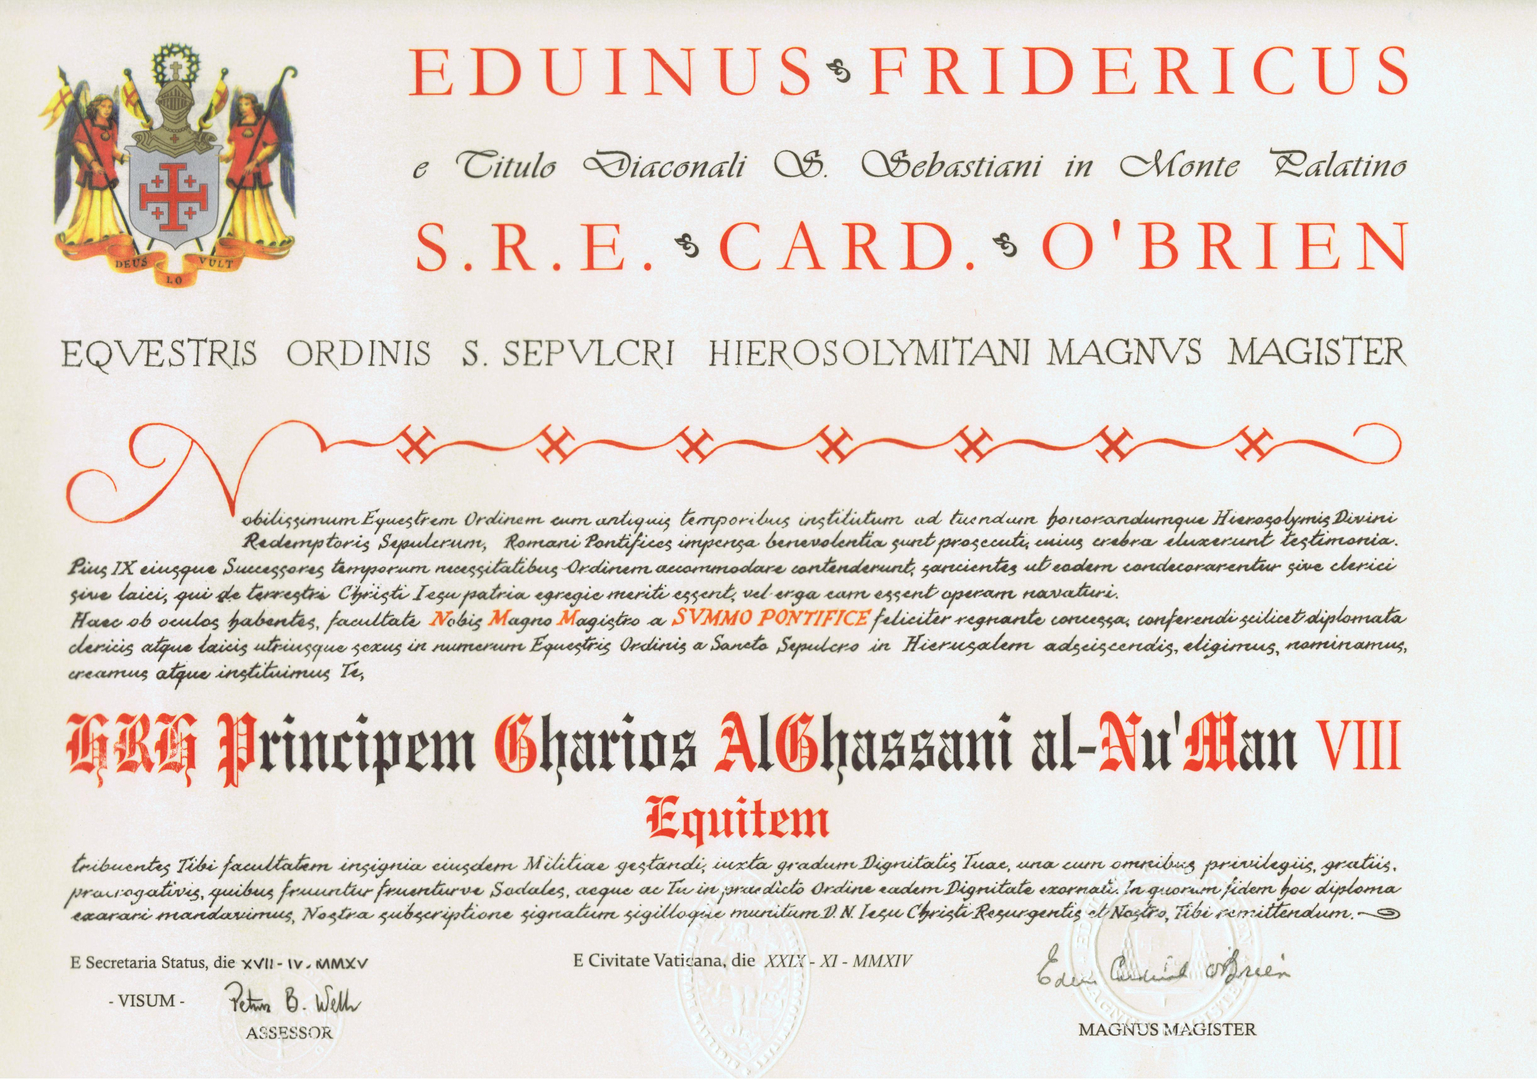 EDUINUS FRIDERICUS
e Titulo Diaconali S. Sebastiani in Monte Palatino
S.R.E. CARD. O'BRIEN
DEUS LO VULT
EQVESTRIS ORDINIS S. SEPVLCRI HIEROSOLYMITANI MAGNVS MAGISTER
Nobilissimum Equestrem Ordinem cum antiquis temporibus institutum ad tuendum honorandumque Hierosolymis Divini
Redemptoris Sepulcrum, Romani Pontifices impensa benevolentia sunt prosecuti, cuius crebra eluxerunt testimonia.
Pius IX eiusque Successores temporum necessitatibus Ordinem accommodare contenderunt, sancientes ut eodem condecorarentur sive clerici
sive laici, qui de terrestri Christi Iesu patria egregie meriti essent, vel erga eam essent operam navaturi.
Haec ob oculos habentes, facultate Nobis Magno Magistro a SVMMO PONTIFICE feliciter regnante concessa, conferendi scilicet diplomata
clericis atque laicis utriusque sexus in numerum Equestris Ordinis a Sancto Sepulcro in Hierusalem adsciscendis, eligimus, nominamus,
creamus atque instituimus Te,
HRH Principem Gharios AlGhassani al-Nu'Man VIII
Equitem
tribuentes Tibi facultatem insignia eiusdem Militiae gestandi, iuxta gradum Dignitatis Tuae, una cum omnibus privilegiis, gratiis,
praerogativis, quibus fruuntur fruenturve Sodales, aeque ac Tu in praedicto Ordine eadem Dignitate exornati. In quorum fidem hoc diploma
exarari mandavimus, Nostra subscriptione signatum sigilloque munitum D. N. Iesu Christi Resurgentis et Nostro, Tibi remittendum.
E Secretaria Status, die XVII - IV - MMXV
E Civitate Vaticana, die XXIX - XI - MMXIV
Edwin Cardinal O'Brien
- VISUM - Petrus B. Wells
ASSESSOR
MAGNUS MAGISTER